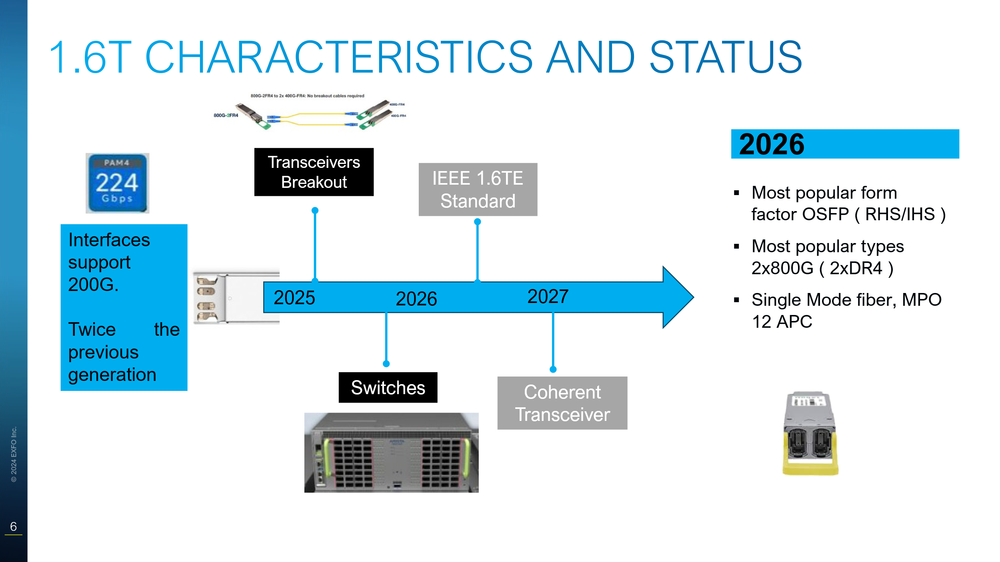 1.6T CHARACTERISTICS AND STATUS
800G-2FR4 to 2x 400G-FR4: No breakout cables required
800G-2FR4
400G-FR4
400G-FR4
PAM4
224
Gbps
Interfaces
support
200G.
Twice the
previous
generation
Transceivers
Breakout
IEEE 1.6TE
Standard
2025
2026
2027
Switches
Coherent
Transceiver
2026
▪ Most popular form
factor OSFP ( RHS/IHS )
▪ Most popular types
2x800G ( 2xDR4 )
▪ Single Mode fiber, MPO
12 APC
© 2024 EXFO Inc.
6